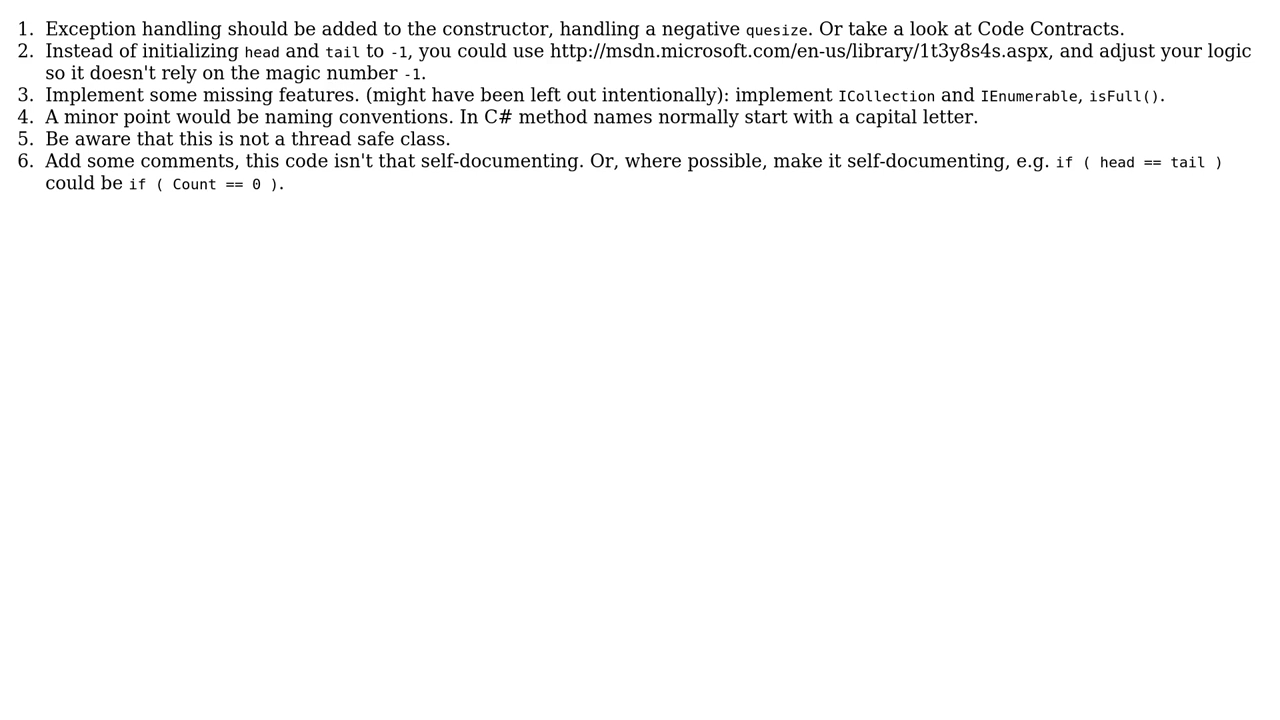 1. Exception handling should be added to the constructor, handling a negative quesize. Or take a look at Code Contracts.
2. Instead of initializing head and tail to -1, you could use http://msdn.microsoft.com/en-us/library/1t3y8s4s.aspx, and adjust your logic
so it doesn't rely on the magic number -1.
3. Implement some missing features. (might have been left out intentionally): implement ICollection and IEnumerable, isFull().
4. A minor point would be naming conventions. In C# method names normally start with a capital letter.
5. Be aware that this is not a thread safe class.
6. Add some comments, this code isn't that self-documenting. Or, where possible, make it self-documenting, e.g. if ( head == tail )
could be if ( Count == 0 ).